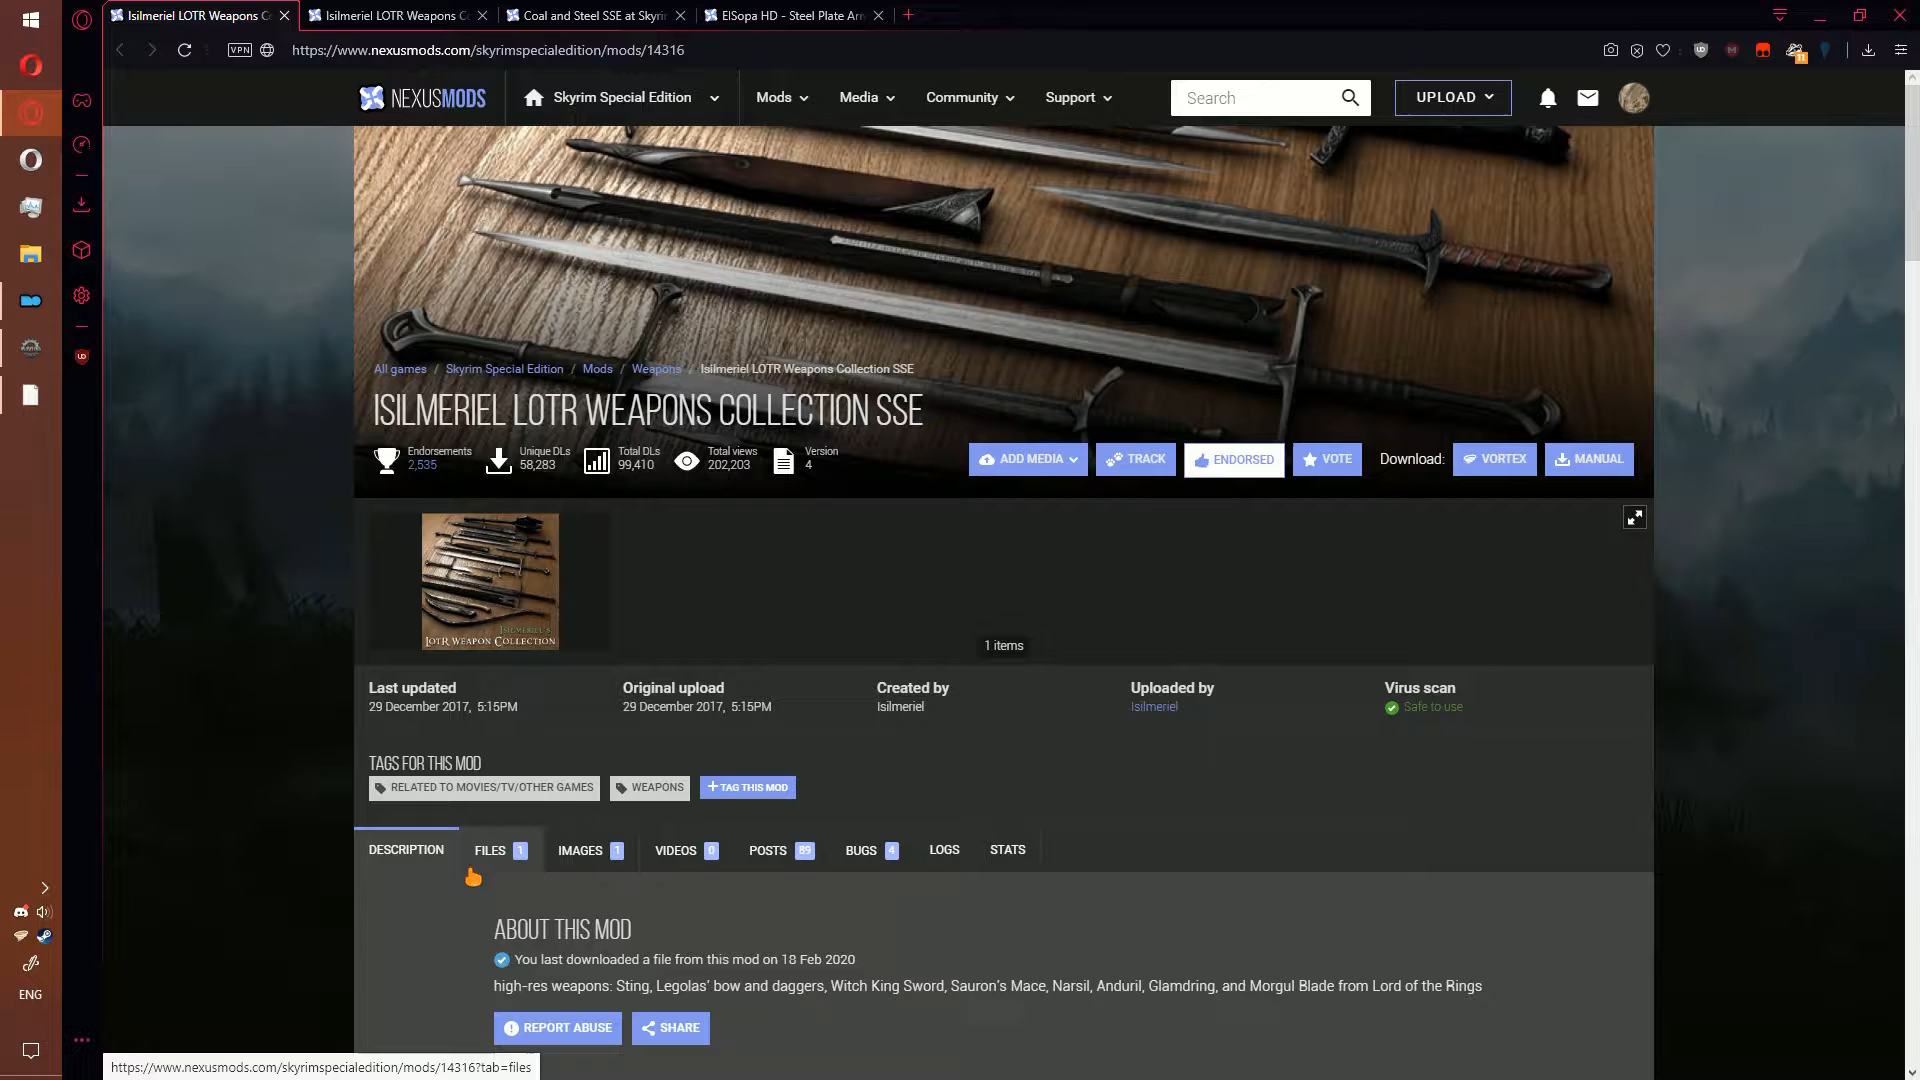 Isilmeriel LOTR Weapons C
Isilmeriel LOTR Weapons C
Coal and Steel SSE at Skyri
ElSopa HD - Steel Plate Arm
VPN
https://www.nexusmods.com/skyrimspecialedition/mods/14316
11
NEXUSMODS
Skyrim Special Edition
Mods
Media
Community
Support
Search
UPLOAD
All games / Skyrim Special Edition / Mods / Weapons / Isilmeriel LOTR Weapons Collection SSE
ISILMERIEL LOTR WEAPONS COLLECTION SSE
Endorsements
2,535
Unique DLs
58,283
Total DLs
99,410
Total views
202,203
Version
4
ADD MEDIA
TRACK
ENDORSED
VOTE
Download:
VORTEX
MANUAL
ISILMERIEL'S
LOTR WEAPON COLLECTION
1 items
Last updated
29 December 2017, 5:15PM
Original upload
29 December 2017, 5:15PM
Created by
Isilmeriel
Uploaded by
Isilmeriel
Virus scan
Safe to use
TAGS FOR THIS MOD
RELATED TO MOVIES/TV/OTHER GAMES
WEAPONS
+ TAG THIS MOD
DESCRIPTION
FILES 1
IMAGES 1
VIDEOS 0
POSTS 89
BUGS 4
LOGS
STATS
ABOUT THIS MOD
You last downloaded a file from this mod on 18 Feb 2020
high-res weapons: Sting, Legolas' bow and daggers, Witch King Sword, Sauron's Mace, Narsil, Anduril, Glamdring, and Morgul Blade from Lord of the Rings
REPORT ABUSE
SHARE
ENG
https://www.nexusmods.com/skyrimspecialedition/mods/14316?tab=files